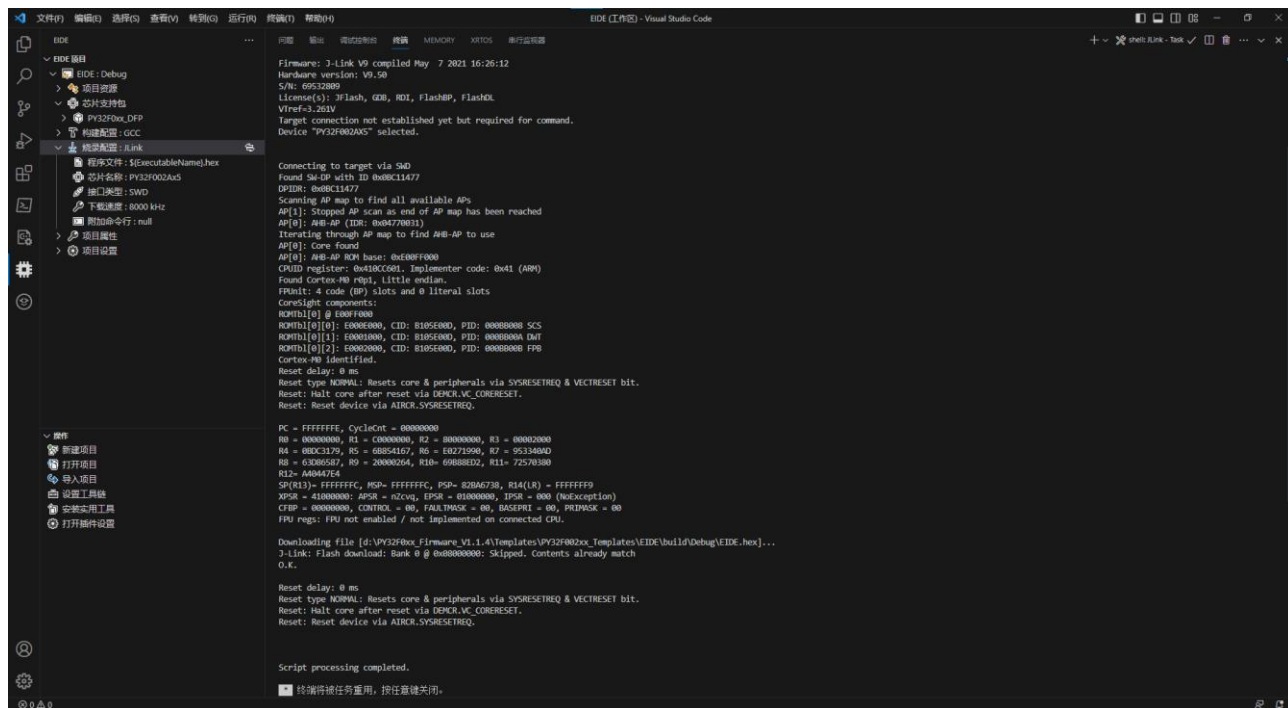 文件(F) 编辑(E) 选择(S) 查看(V) 转到(G) 运行(R) 终端(T) 帮助(H) EIDE (工作区) - Visual Studio Code
EIDE ···
EIDE 项目
EIDE : Debug
项目资源
芯片支持包
PY32F0xx_DFP
构建配置 : GCC
烧录配置 : JLink
程序文件 : ${ExecutableName}.hex
芯片名称 : PY32F002Ax5
接口类型 : SWD
下载速度 : 8000 kHz
附加命令行 : null
项目属性
项目设置
操作
新建项目
打开项目
导入项目
设置工具链
安装实用工具
打开插件设置
问题 输出 调试控制台 终端 MEMORY XRTOS 串行监视器
shell: JLink - Task
Firmware: J-Link V9 compiled May 7 2021 16:26:12
Hardware version: V9.50
S/N: 69532809
License(s): JFlash, GDB, RDI, FlashBP, FlashDL
VTref=3.261V
Target connection not established yet but required for command.
Device "PY32F002AX5" selected.
Connecting to target via SWD
Found SW-DP with ID 0x0BC11477
DPIDR: 0x0BC11477
Scanning AP map to find all available APs
AP[1]: Stopped AP scan as end of AP map has been reached
AP[0]: AHB-AP (IDR: 0x04770031)
Iterating through AP map to find AHB-AP to use
AP[0]: Core found
AP[0]: AHB-AP ROM base: 0xE00FF000
CPUID register: 0x410CC601. Implementer code: 0x41 (ARM)
Found Cortex-M0 r0p1, Little endian.
FPUnit: 4 code (BP) slots and 0 literal slots
CoreSight components:
ROMTbl[0] @ E00FF000
ROMTbl[0][0]: E000E000, CID: B105E00D, PID: 000BB008 SCS
ROMTbl[0][1]: E0001000, CID: B105E00D, PID: 000BB00A DWT
ROMTbl[0][2]: E0002000, CID: B105E00D, PID: 000BB00B FPB
Cortex-M0 identified.
Reset delay: 0 ms
Reset type NORMAL: Resets core & peripherals via SYSRESETREQ & VECTRESET bit.
Reset: Halt core after reset via DEMCR.VC_CORERESET.
Reset: Reset device via AIRCR.SYSRESETREQ.
PC = FFFFFFFE, CycleCnt = 00000000
R0 = 00000000, R1 = C0000000, R2 = 80000000, R3 = 00002000
R4 = 0BDC3179, R5 = 6B854167, R6 = E0271990, R7 = 953340AD
R8 = 63D86587, R9 = 20000264, R10= 69B88ED2, R11= 72570380
R12= A40447E4
SP(R13)= FFFFFFFC, MSP= FFFFFFFC, PSP= 82BA6738, R14(LR) = FFFFFFF9
XPSR = 41000000: APSR = nZcvq, EPSR = 01000000, IPSR = 000 (NoException)
CFBP = 00000000, CONTROL = 00, FAULTMASK = 00, BASEPRI = 00, PRIMASK = 00
FPU regs: FPU not enabled / not implemented on connected CPU.
Downloading file [d:\PY32F0xx_Firmware_V1.1.4\Templates\PY32F002xx_Templates\EIDE\build\Debug\EIDE.hex]...
J-Link: Flash download: Bank 0 @ 0x08000000: Skipped. Contents already match
O.K.
Reset delay: 0 ms
Reset type NORMAL: Resets core & peripherals via SYSRESETREQ & VECTRESET bit.
Reset: Halt core after reset via DEMCR.VC_CORERESET.
Reset: Reset device via AIRCR.SYSRESETREQ.
Script processing completed.
* 终端将被任务重用，按任意键关闭。
0 0